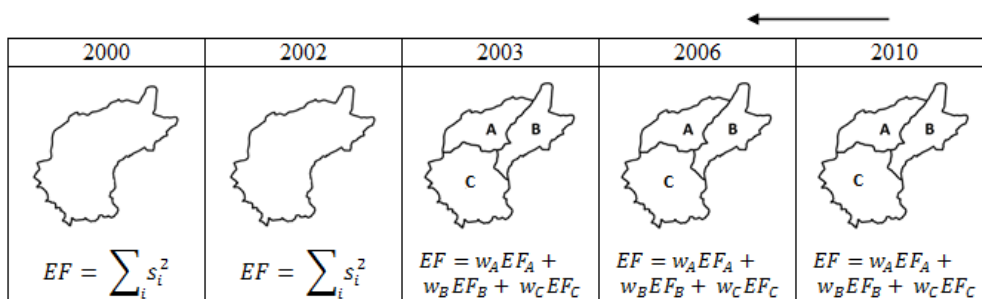 2000 2002 2003 2006 2010
A B C
A B C
A B C
EF = ∑_i s_i^2
EF = ∑_i s_i^2
EF = w_A EF_A +
w_B EF_B + w_C EF_C
EF = w_A EF_A +
w_B EF_B + w_C EF_C
EF = w_A EF_A +
w_B EF_B + w_C EF_C